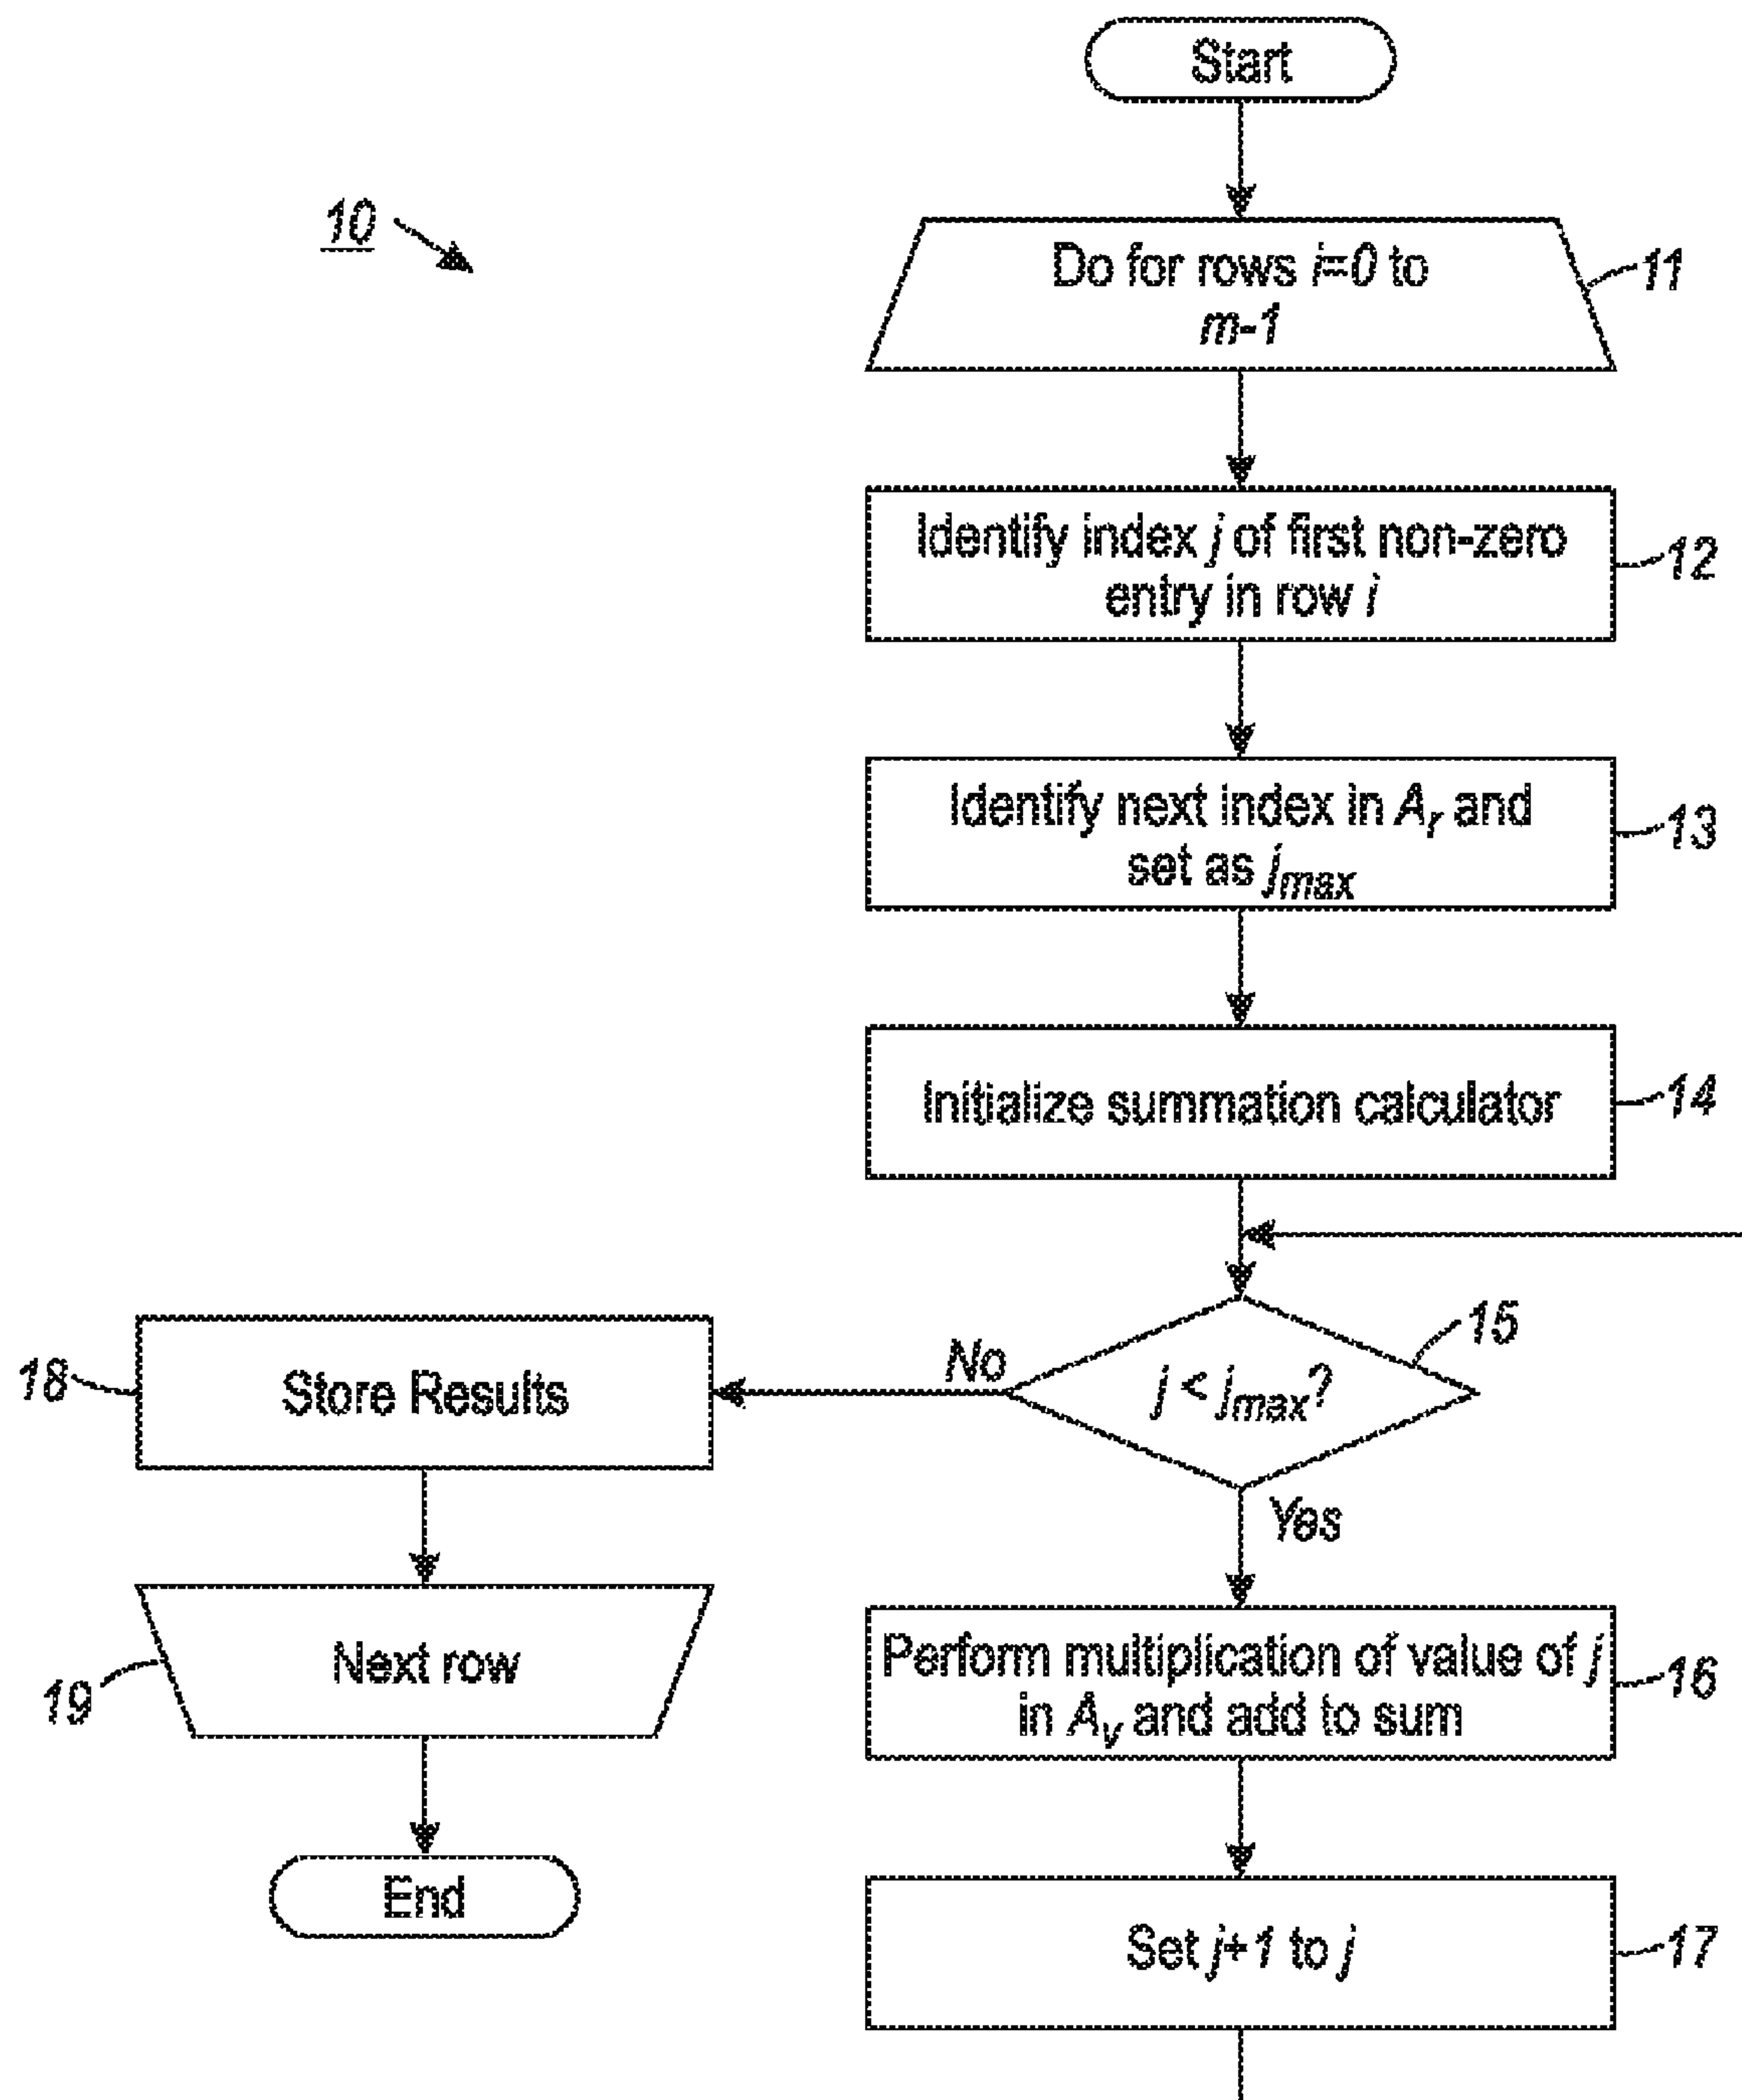 Start
10
Do for rows i=0 to
m-1
11
Identify index j of first non-zero
entry in row i
12
Identify next index in Ar and
set as jmax
13
Initialize summation calculator
14
j < jmax?
15
No
Yes
18
Store Results
Perform multiplication of value of j
in Av and add to sum
16
19
Next row
Set j+1 to j
17
End